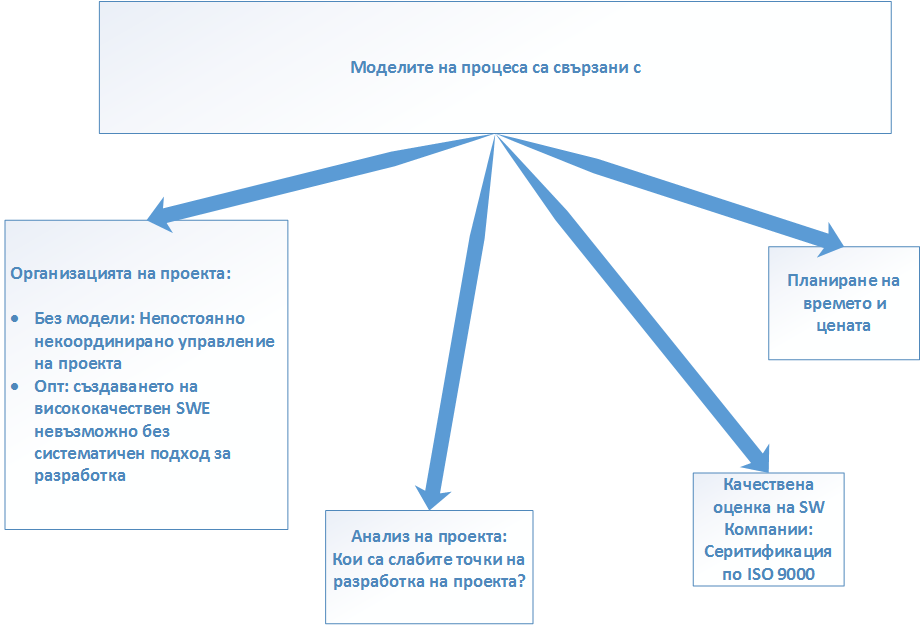 Моделите на процеса са свързани с
Организацията на проекта:
• Без модели: Непостоянно
некоординирано управление
на проекта
• Опт: създаването на
висококачествен SWE
невъзможно без
систематичен подход за
разработка
Анализ на проекта:
Кои са слабите точки на
разработка на проекта?
Качествена
оценка на SW
Компании:
Серитификация
по ISO 9000
Планиране на
времето и
цената